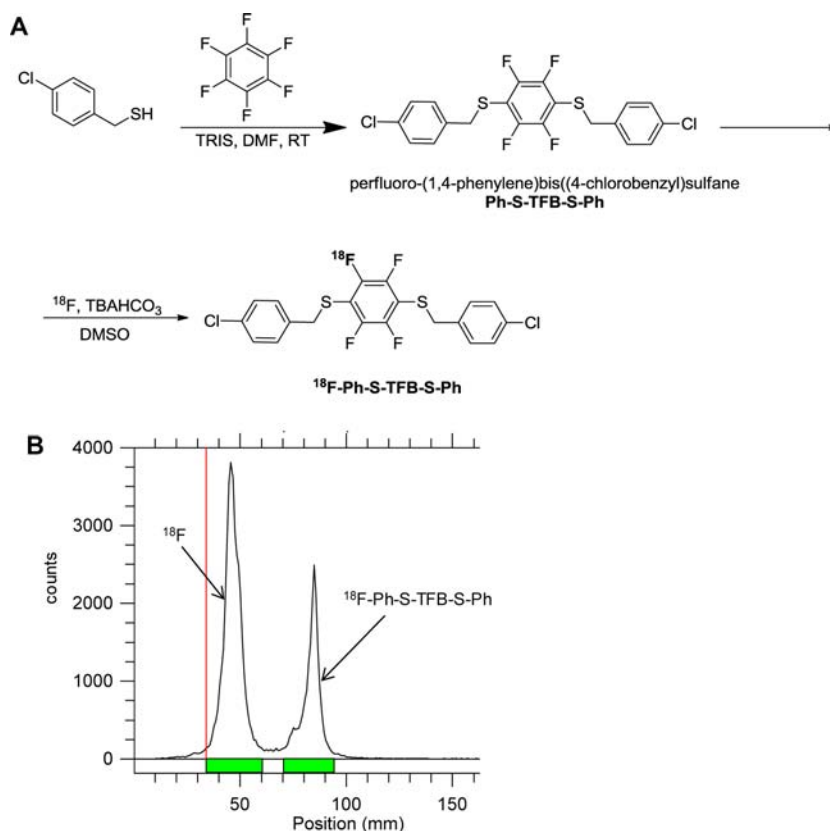 A
F
F F
F F
F
Cl
SH
TRIS, DMF, RT
F F
S S
Cl
Cl
F F
perfluoro-(1,4-phenylene)bis((4-chlorobenzyl)sulfane
Ph-S-TFB-S-Ph
¹⁸F, TBAHCO₃
DMSO
¹⁸F F
S S
Cl
Cl
F F
¹⁸F-Ph-S-TFB-S-Ph
B
4000
3000
2000
1000
0
counts
¹⁸F
¹⁸F-Ph-S-TFB-S-Ph
50 100 150
Position (mm)